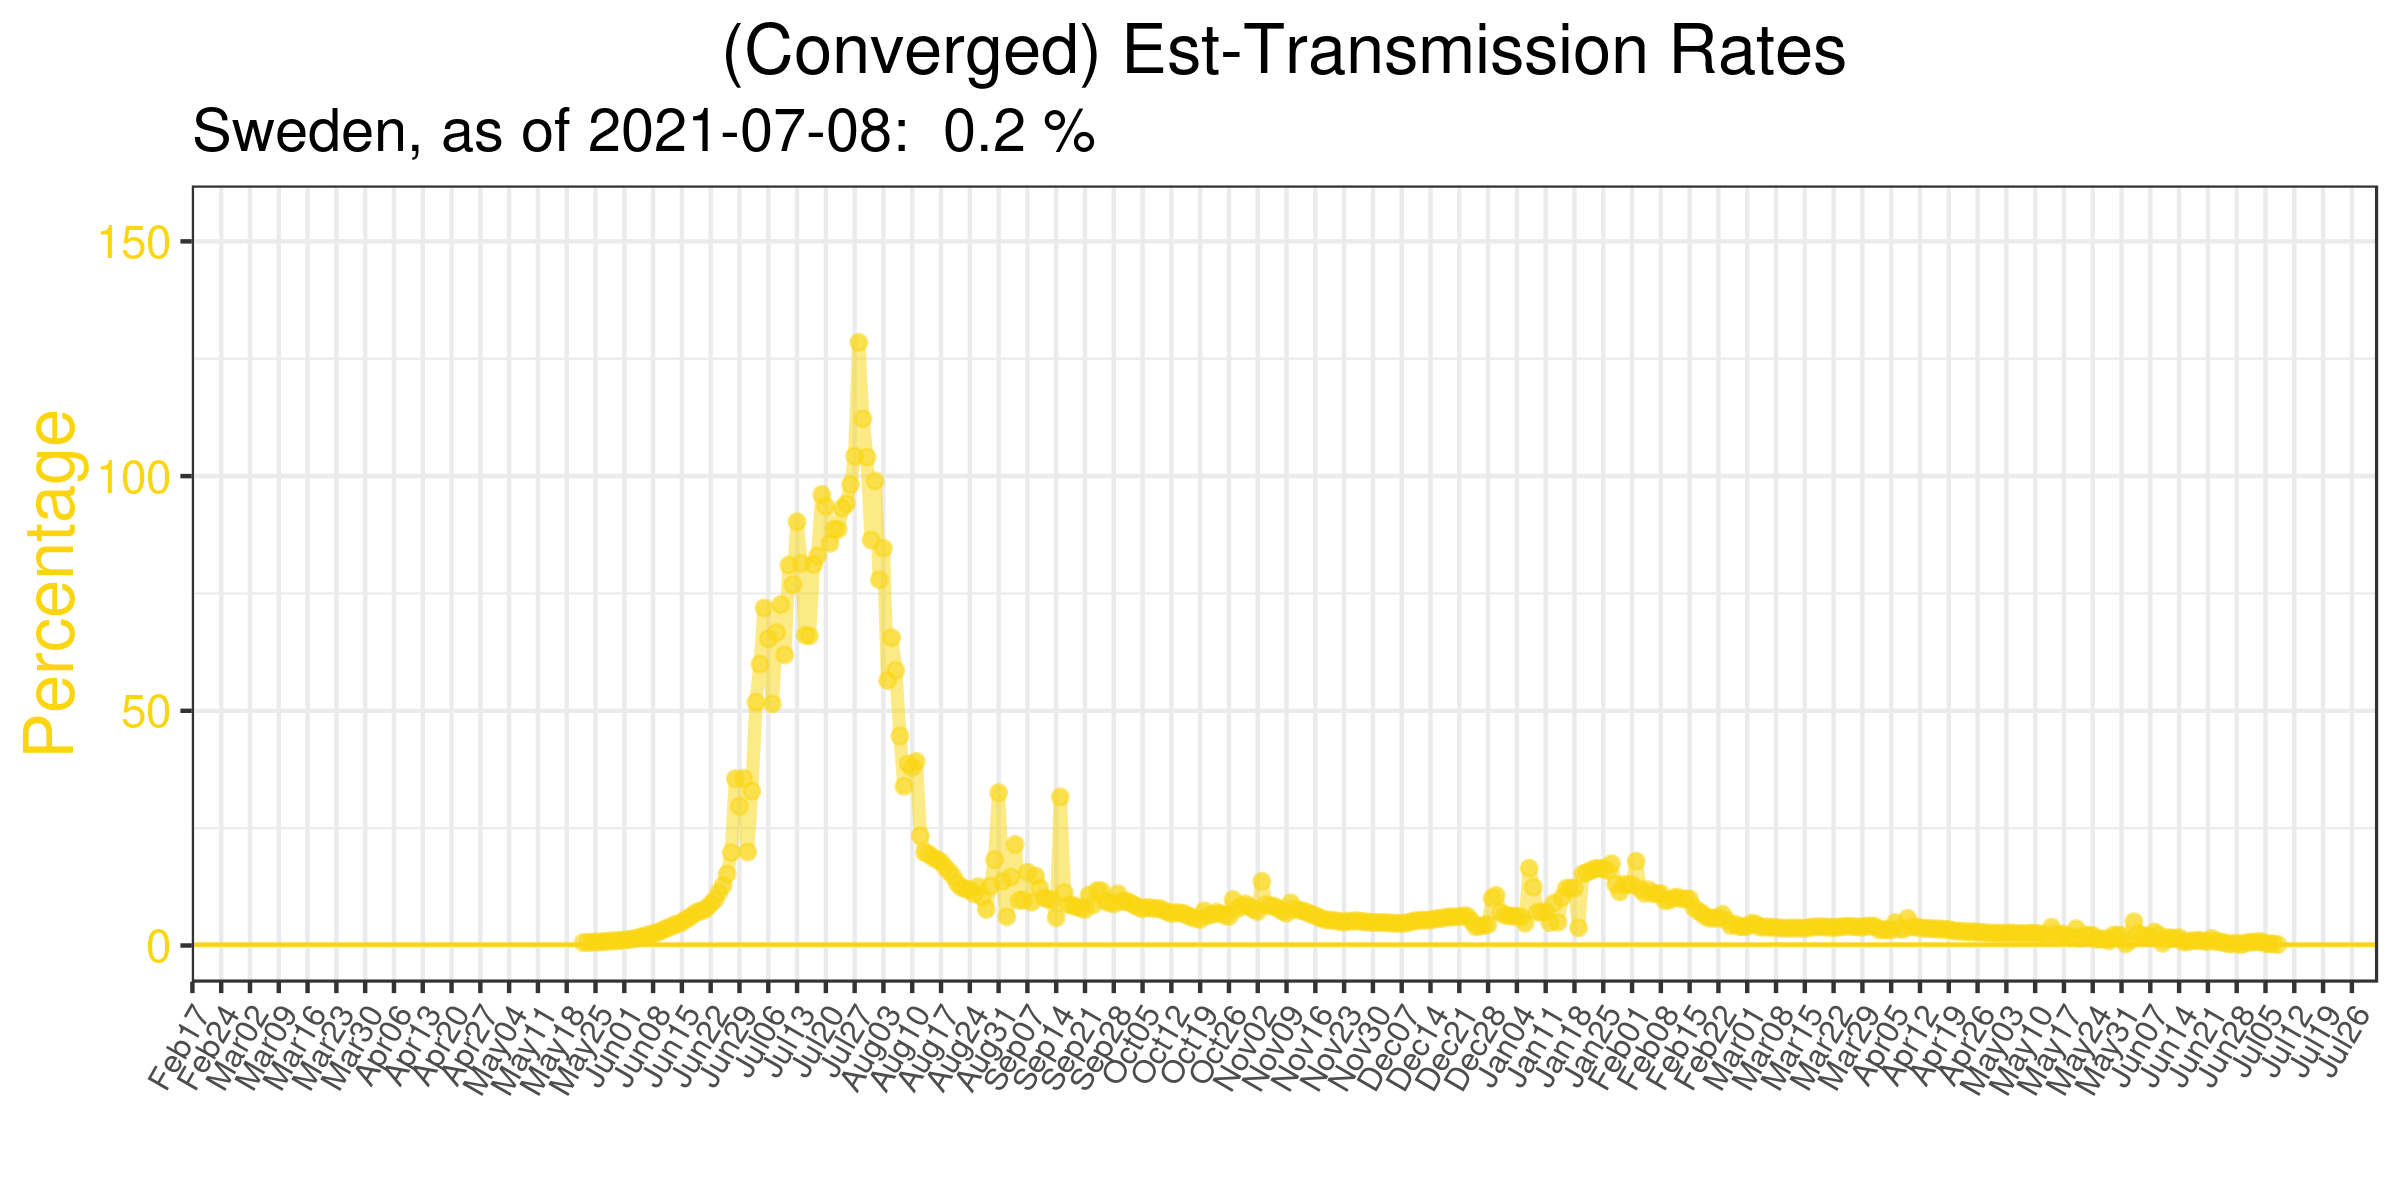 (Converged) Est-Transmission Rates
Sweden, as of 2021-07-08:  0.2 %
Percentage
150
100
50
0
Feb17
Feb24
Mar02
Mar09
Mar16
Mar23
Mar30
Apr06
Apr13
Apr20
Apr27
May04
May11
May18
May25
Jun01
Jun08
Jun15
Jun22
Jun29
Jul06
Jul13
Jul20
Jul27
Aug03
Aug10
Aug17
Aug24
Aug31
Sep07
Sep14
Sep21
Sep28
Oct05
Oct12
Oct19
Oct26
Nov02
Nov09
Nov16
Nov23
Nov30
Dec07
Dec14
Dec21
Dec28
Jan04
Jan11
Jan18
Jan25
Feb01
Feb08
Feb15
Feb22
Mar01
Mar08
Mar15
Mar22
Mar29
Apr05
Apr12
Apr19
Apr26
May03
May10
May17
May24
May31
Jun07
Jun14
Jun21
Jun28
Jul05
Jul12
Jul19
Jul26